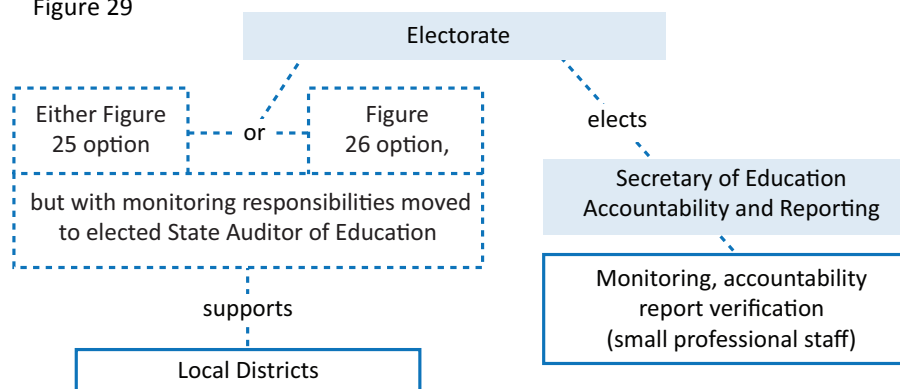 Figure 29
Electorate
Either Figure
25 option
or
Figure
26 option,
but with monitoring responsibilities moved
to elected State Auditor of Education
supports
Local Districts
elects
Secretary of Education
Accountability and Reporting
Monitoring, accountability
report verification
(small professional staff)